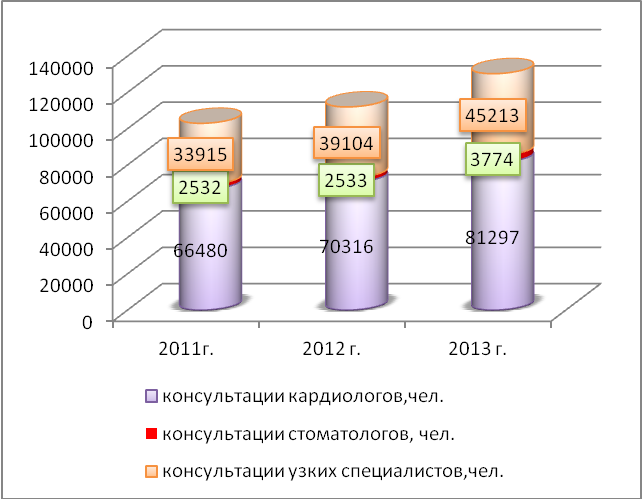 140000
120000
100000
80000
60000
40000
20000
0
33915
2532
66480
39104
2533
70316
45213
3774
81297
2011г.
2012 г.
2013 г.
консультации кардиологов,чел.
консультации стоматологов, чел.
консультации узких специалистов,чел.